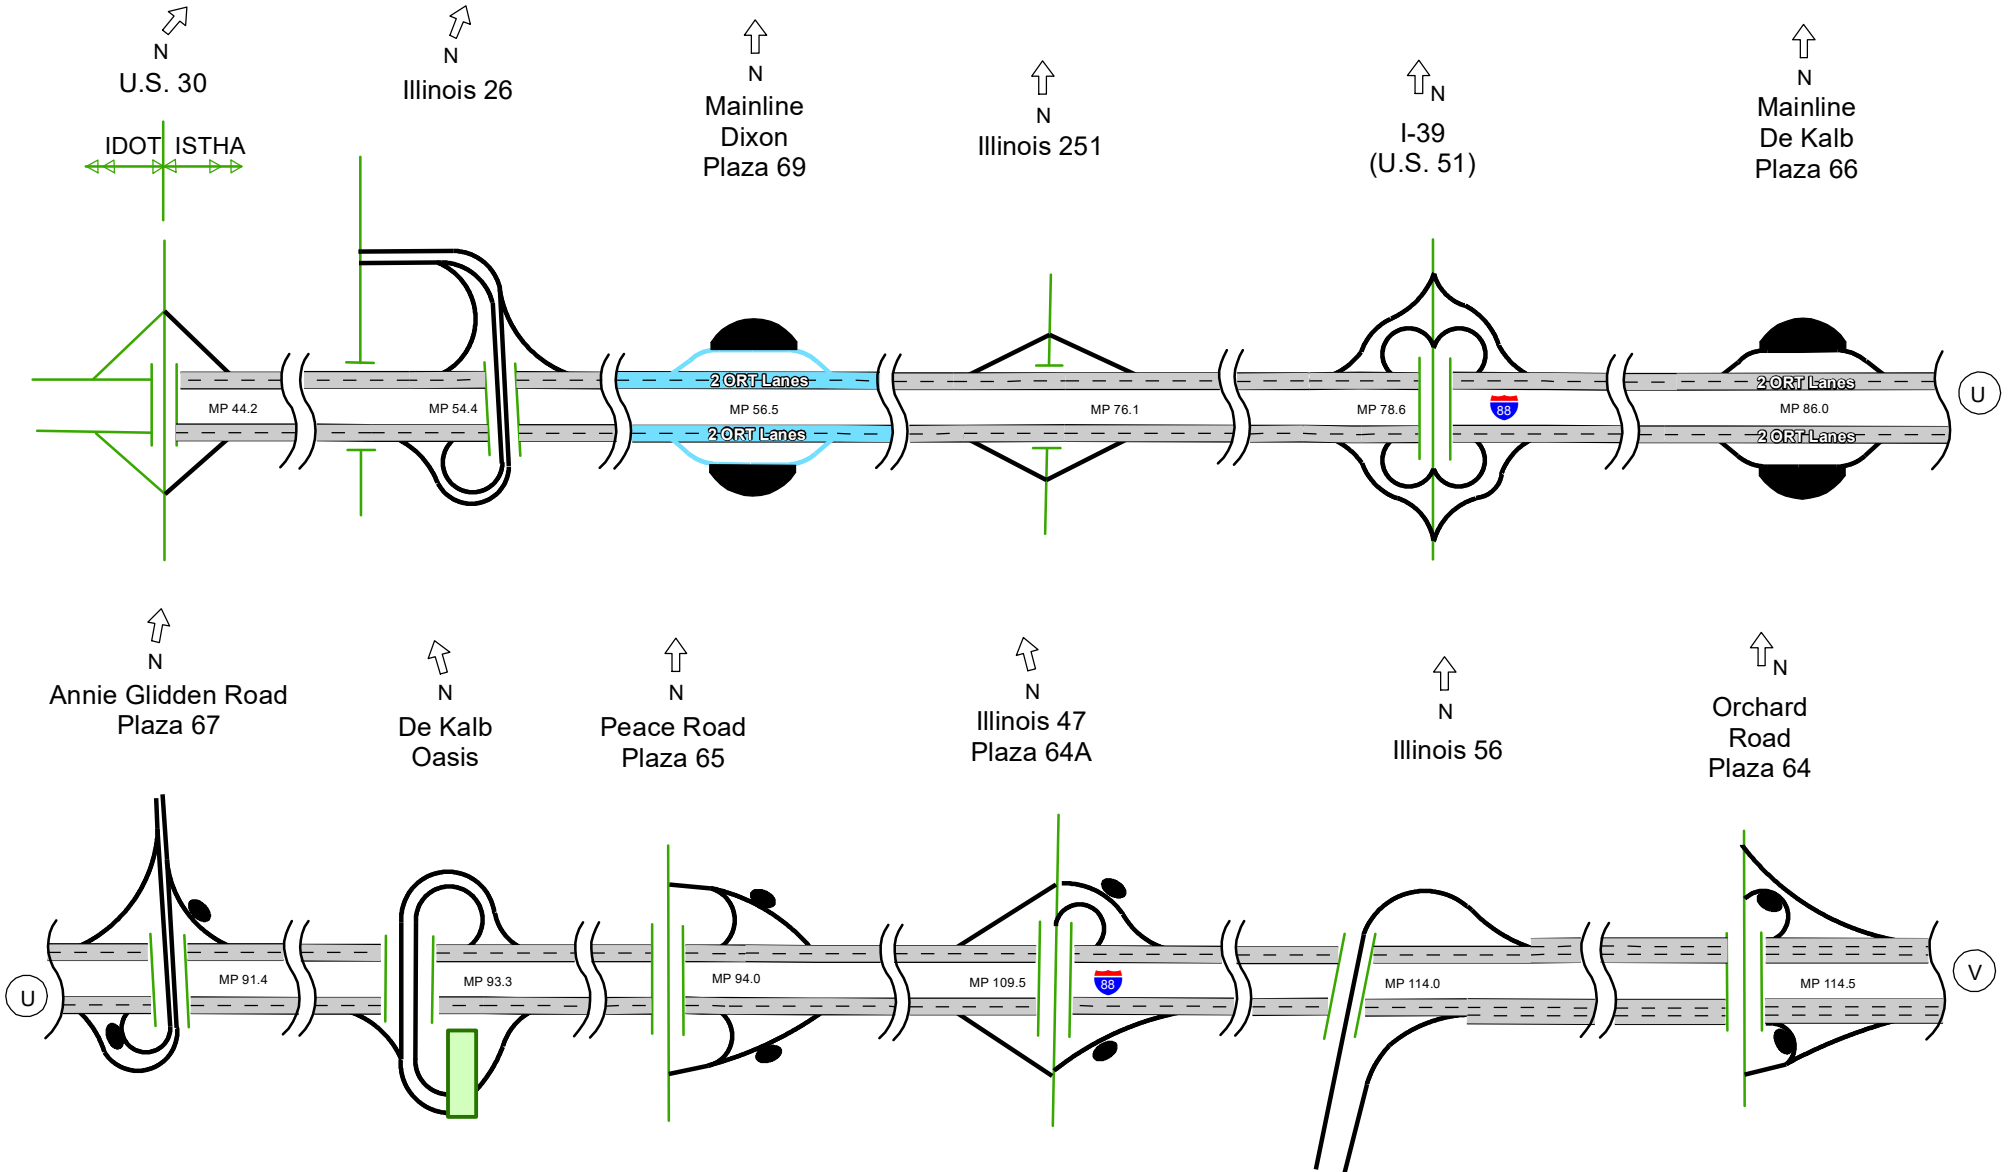 N
U.S. 30
IDOT ISTHA
N
Illinois 26
N
Mainline
Dixon
Plaza 69
N
Illinois 251
N
I-39
(U.S. 51)
N
Mainline
De Kalb
Plaza 66
2 ORT Lanes
2 ORT Lanes
MP 44.2
MP 54.4
MP 56.5
MP 76.1
MP 78.6
88
MP 86.0
U
2 ORT Lanes
2 ORT Lanes
N
Annie Glidden Road
Plaza 67
N
De Kalb
Oasis
N
Peace Road
Plaza 65
N
Illinois 47
Plaza 64A
N
Illinois 56
N
Orchard
Road
Plaza 64
U
MP 91.4
MP 93.3
MP 94.0
MP 109.5
88
MP 114.0
MP 114.5
V